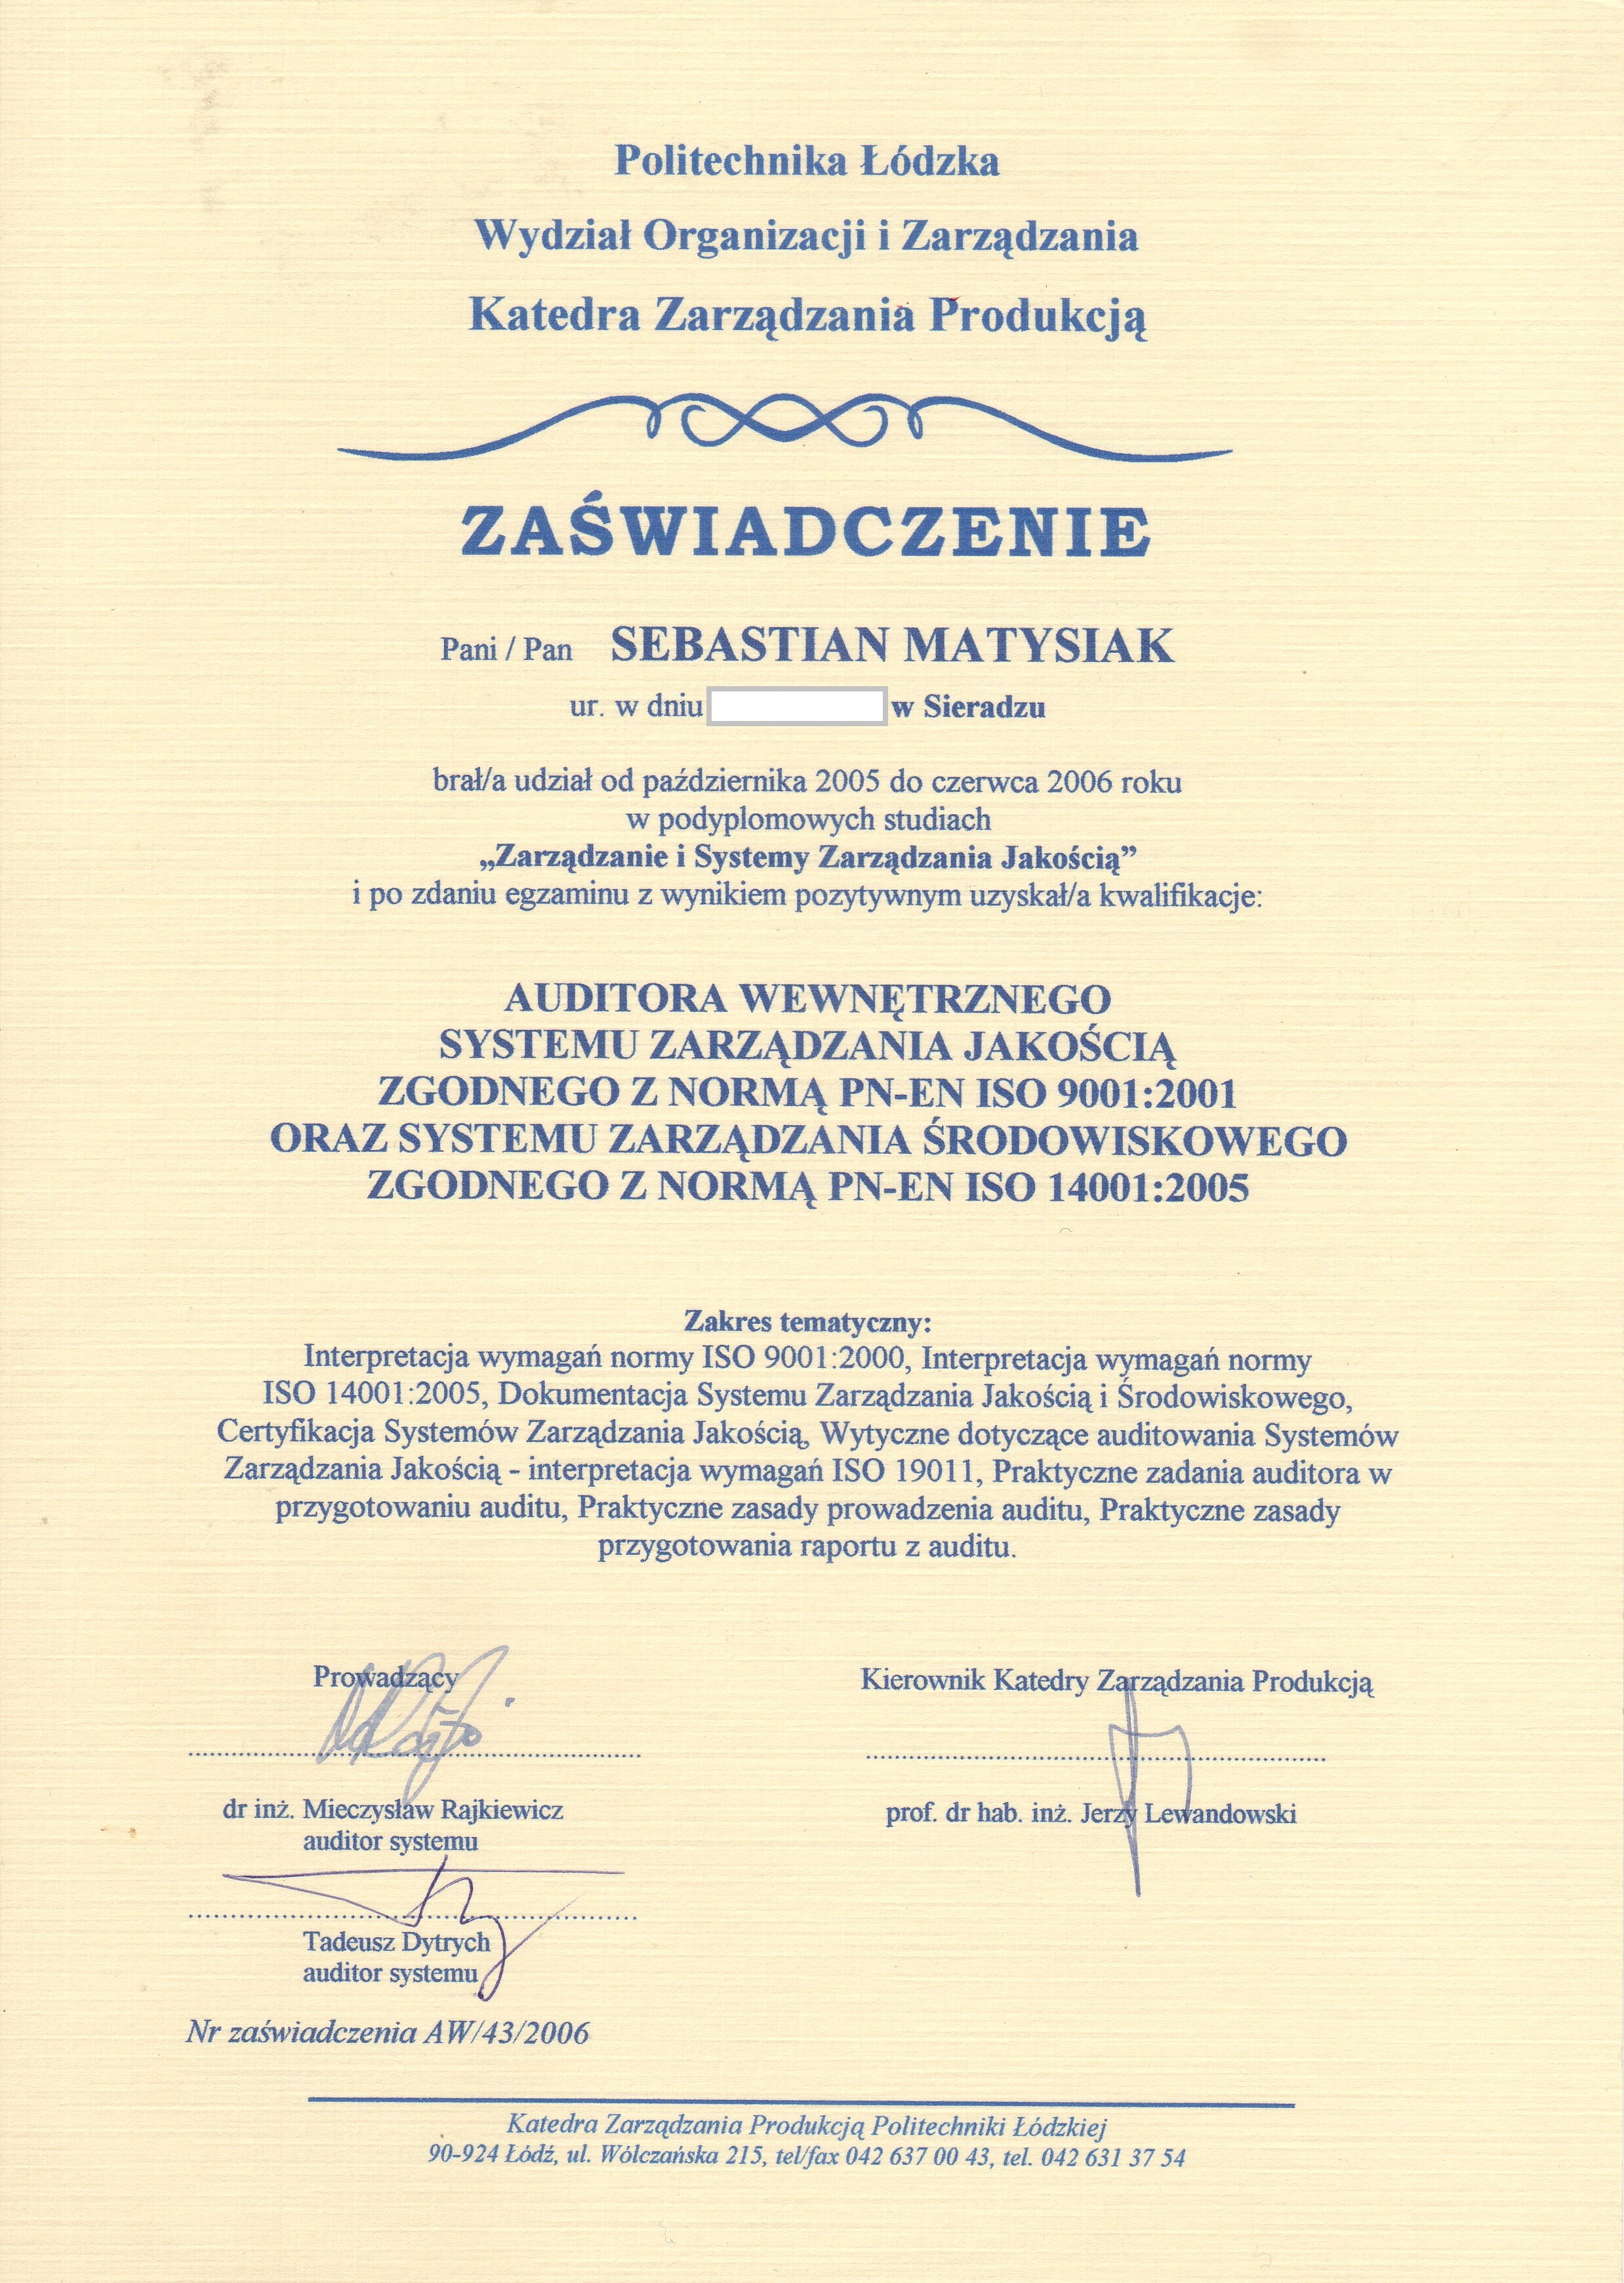 Politechnika Łódzka
Wydział Organizacji i Zarządzania
Katedra Zarządzania Produkcją
ZAŚWIADCZENIE
Pani / Pan SEBASTIAN MATYSIAK
ur. w dniu w Sieradzu
brał/a udział od października 2005 do czerwca 2006 roku
w podyplomowych studiach
„Zarządzanie i Systemy Zarządzania Jakością”
i po zdaniu egzaminu z wynikiem pozytywnym uzyskał/a kwalifikacje:
AUDITORA WEWNĘTRZNEGO
SYSTEMU ZARZĄDZANIA JAKOŚCIĄ
ZGODNEGO Z NORMĄ PN-EN ISO 9001:2001
ORAZ SYSTEMU ZARZĄDZANIA ŚRODOWISKOWEGO
ZGODNEGO Z NORMĄ PN-EN ISO 14001:2005
Zakres tematyczny:
Interpretacja wymagań normy ISO 9001:2000, Interpretacja wymagań normy
ISO 14001:2005, Dokumentacja Systemu Zarządzania Jakością i Środowiskowego,
Certyfikacja Systemów Zarządzania Jakością, Wytyczne dotyczące auditowania Systemów
Zarządzania Jakością - interpretacja wymagań ISO 19011, Praktyczne zadania auditora w
przygotowaniu auditu, Praktyczne zasady prowadzenia auditu, Praktyczne zasady
przygotowania raportu z auditu.
Prowadzący
dr inż. Mieczysław Rajkiewicz
auditor systemu
Tadeusz Dytrych
auditor systemu
Kierownik Katedry Zarządzania Produkcją
prof. dr hab. inż. Jerzy Lewandowski
Nr zaświadczenia AW/43/2006
Katedra Zarządzania Produkcją Politechniki Łódzkiej
90-924 Łódź, ul. Wólczańska 215, tel/fax 042 637 00 43, tel. 042 631 37 54